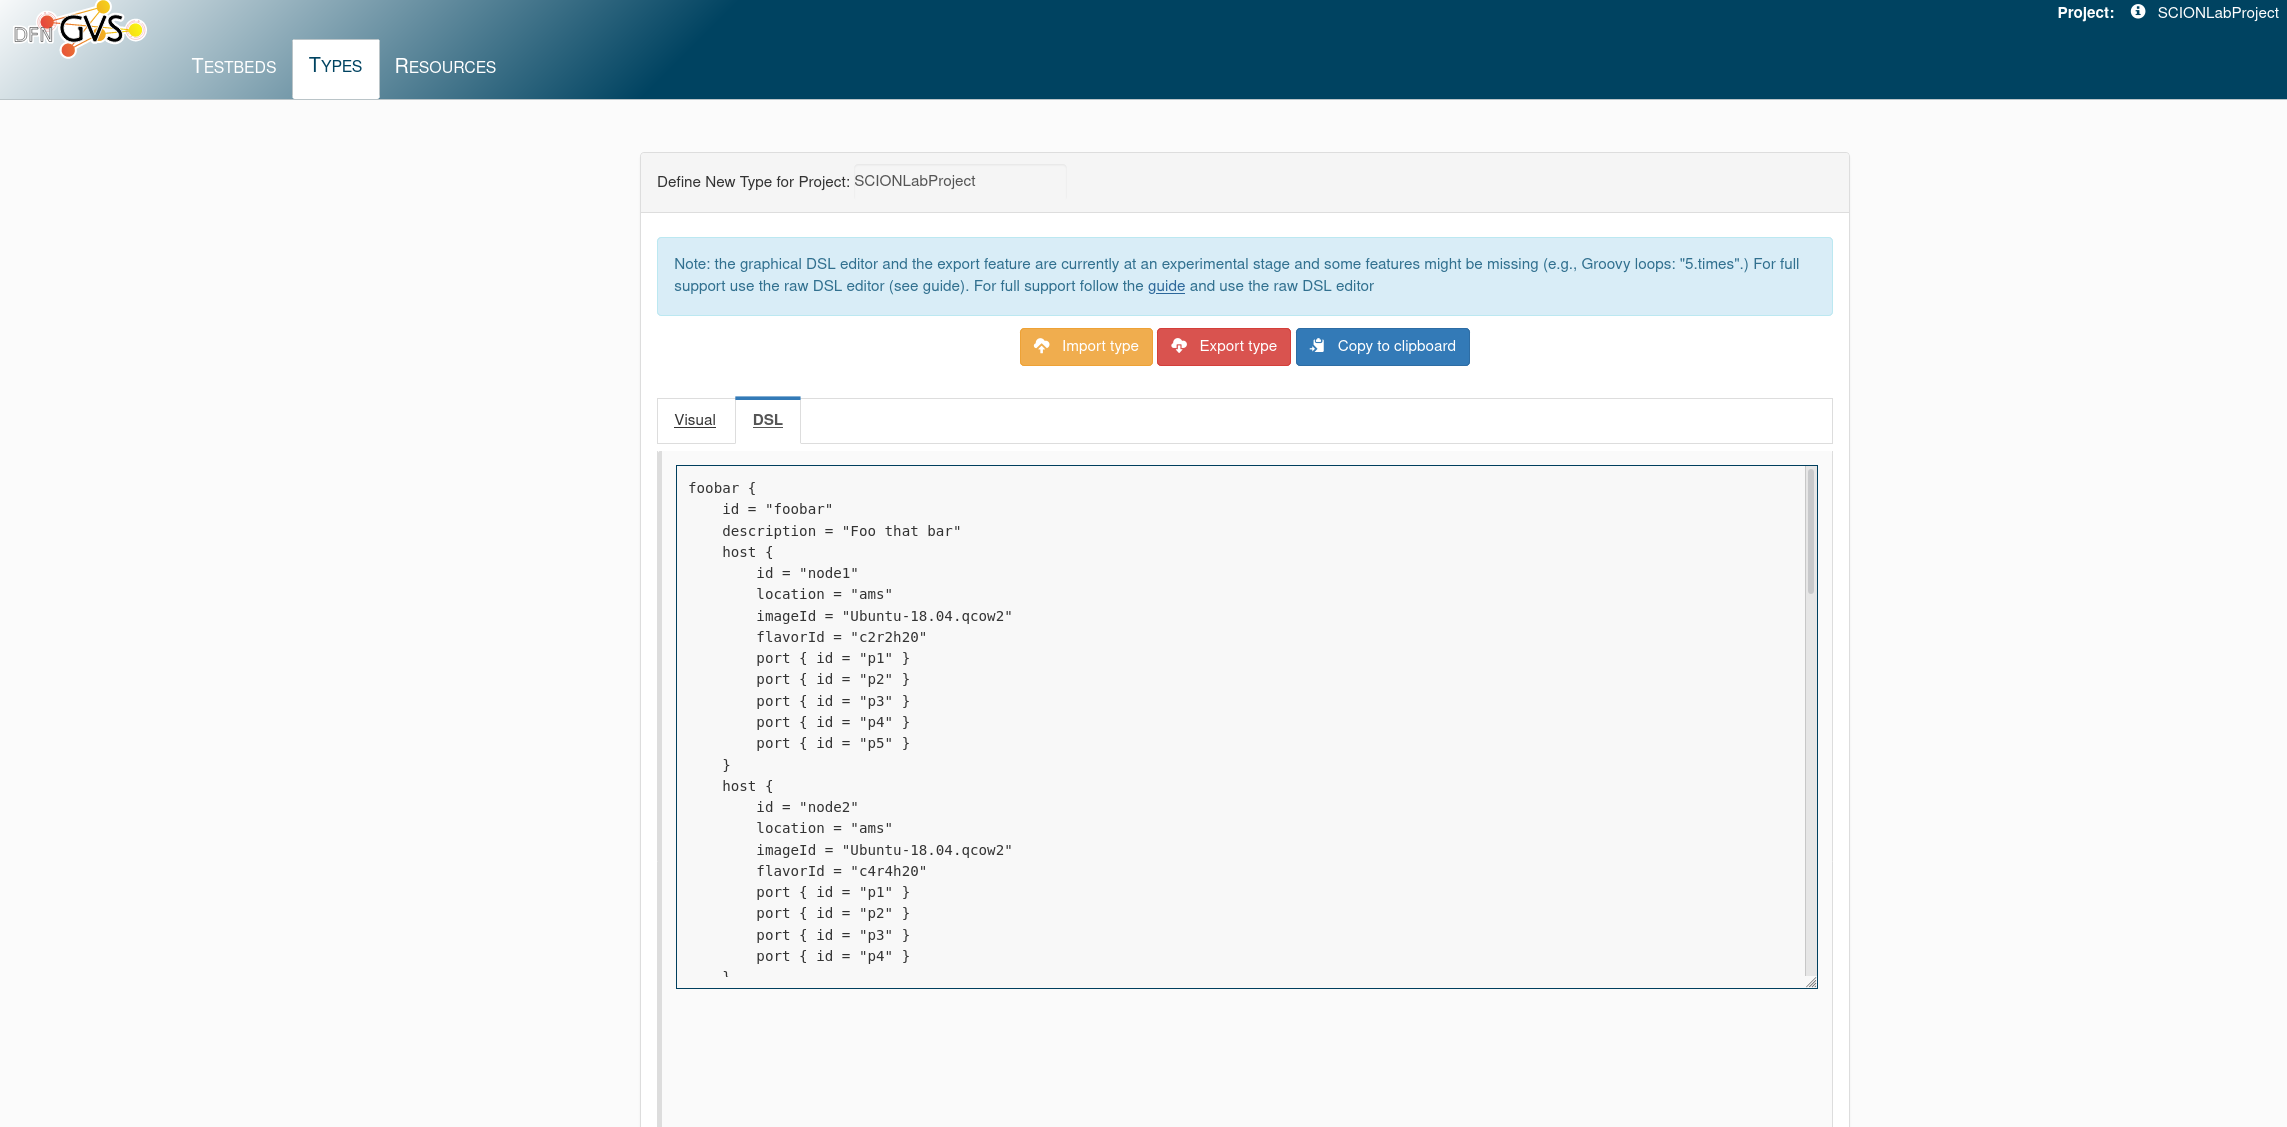 DFN GVS
Project: SCIONLabProject
TESTBEDS TYPES RESOURCES
Define New Type for Project: SCIONLabProject
Note: the graphical DSL editor and the export feature are currently at an experimental stage and some features might be missing (e.g., Groovy loops: "5.times".) For full
support use the raw DSL editor (see guide). For full support follow the guide and use the raw DSL editor
Import type Export type Copy to clipboard
Visual DSL
foobar {
    id = "foobar"
    description = "Foo that bar"
    host {
        id = "node1"
        location = "ams"
        imageId = "Ubuntu-18.04.qcow2"
        flavorId = "c2r2h20"
        port { id = "p1" }
        port { id = "p2" }
        port { id = "p3" }
        port { id = "p4" }
        port { id = "p5" }
    }
    host {
        id = "node2"
        location = "ams"
        imageId = "Ubuntu-18.04.qcow2"
        flavorId = "c4r4h20"
        port { id = "p1" }
        port { id = "p2" }
        port { id = "p3" }
        port { id = "p4" }
    }